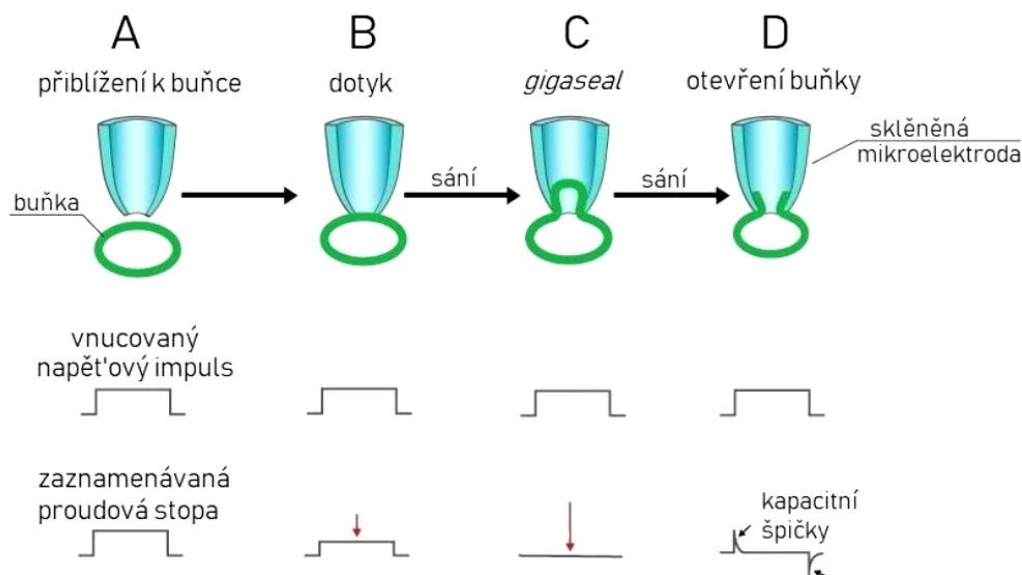 A
B
C
D
přiblížení k buňce
dotyk
gigaseal
otevření buňky
skleněná
mikroelektroda
sání
sání
buňka
vnucovaný
napěťový impuls
zaznamenávaná
proudová stopa
kapacitní
špičky